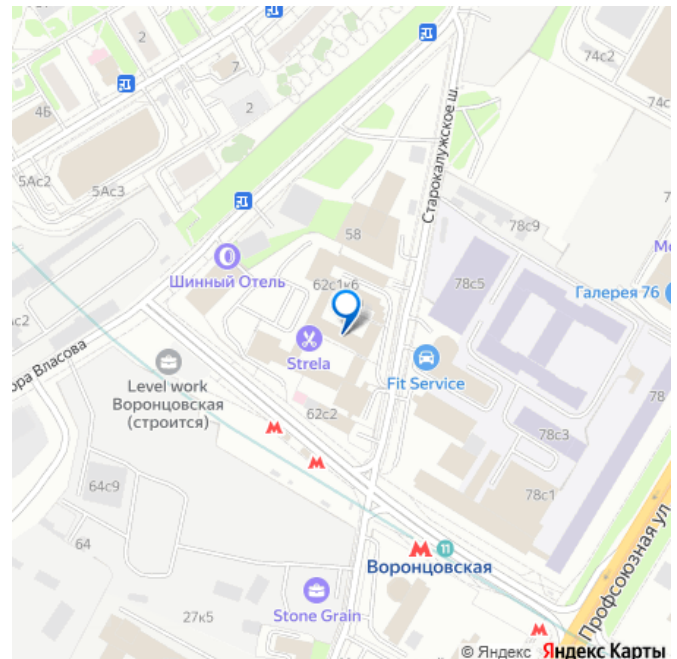 2
7
4Б
2
5Ас2
5Ас3
74с2
74с
Старокалужское ш.
58
78с9
Шинный Отель
62с1к6
78с5
Галерея 76
Strela
Fit Service
ора Власова
Level work
Воронцовская
(строится)
62с2
78
78с3
64с9
78с1
64
11
Воронцовская
Профсоюзная ул
27к5
Stone Grain
© Яндекс Яндекс Карты